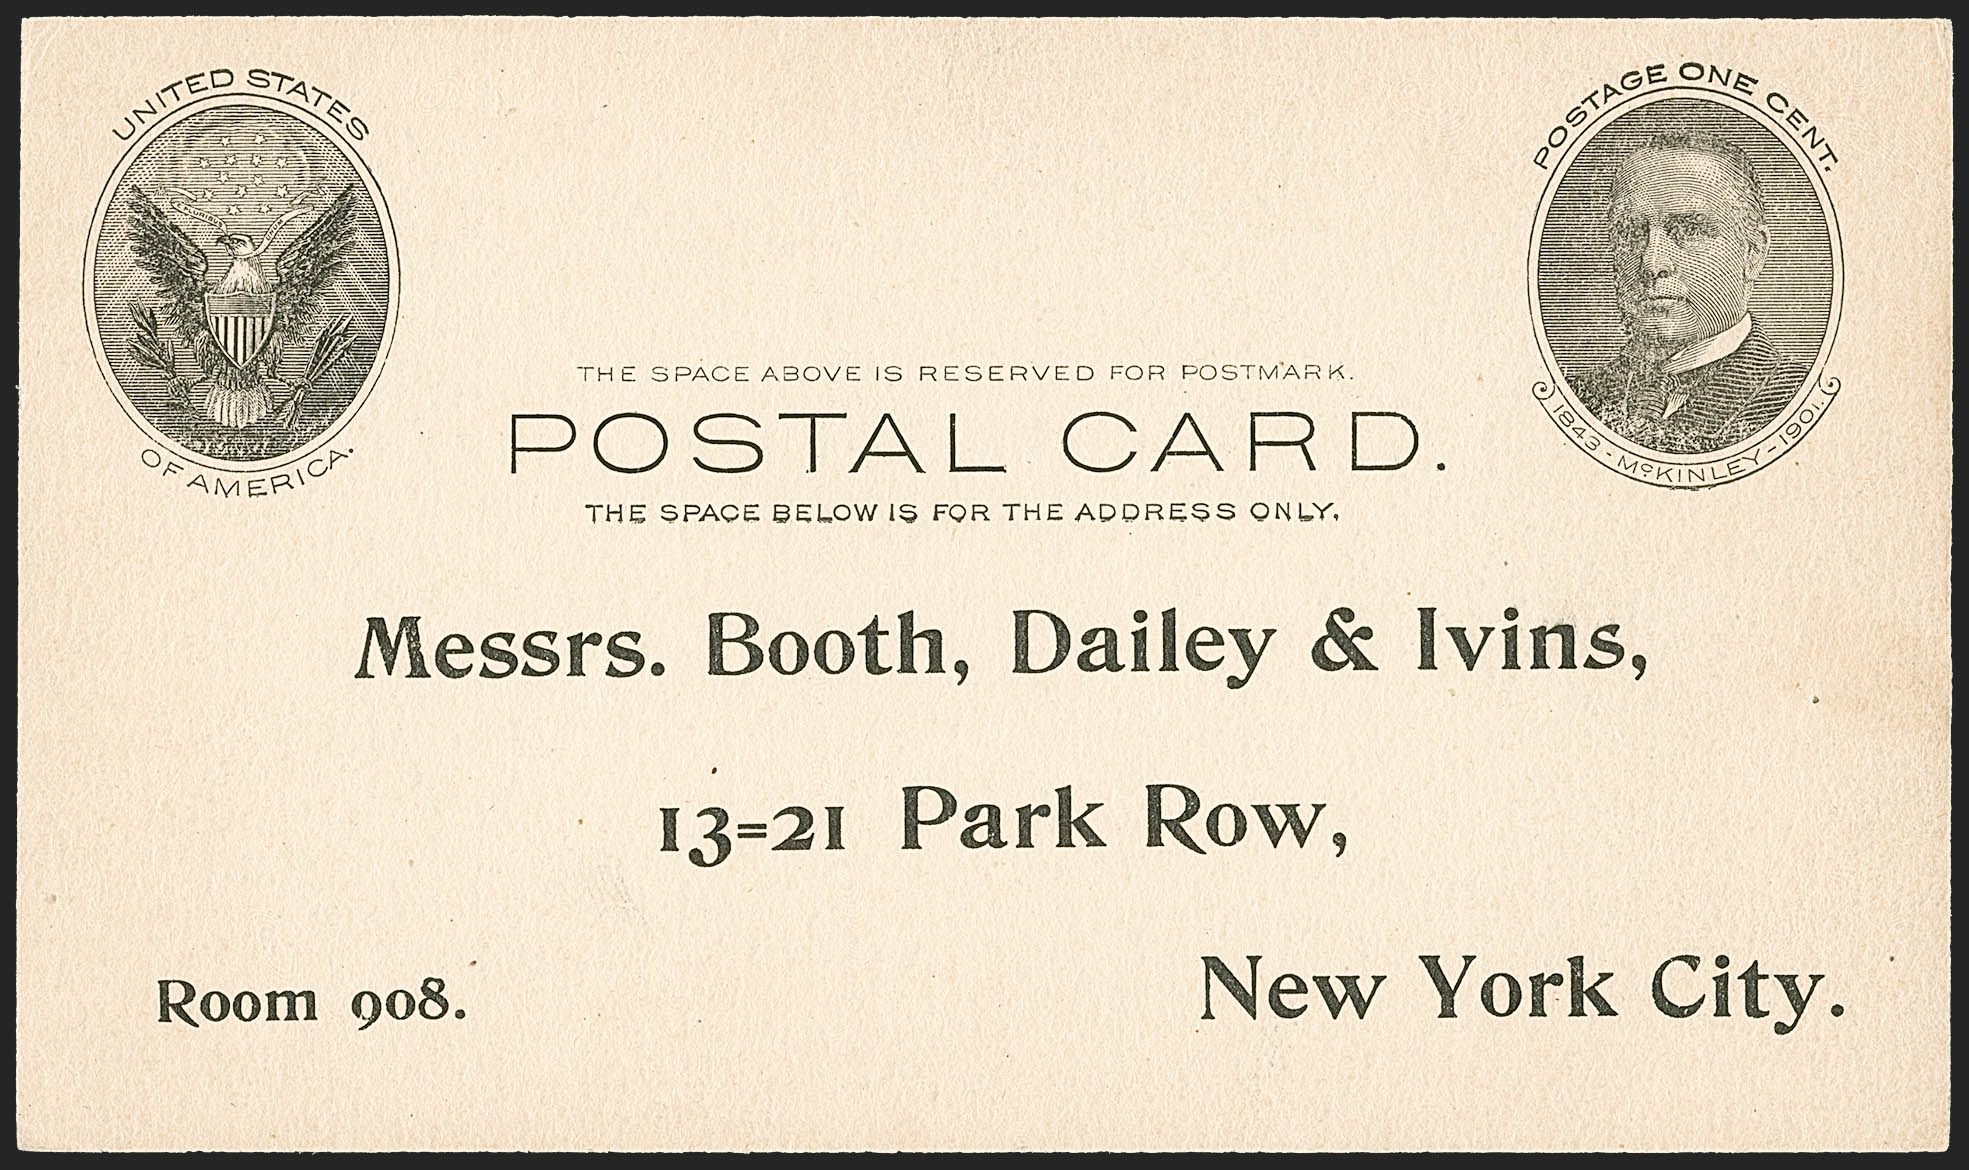 UNITED STATES
OF AMERICA.
POSTAGE ONE CENT.
1843 - McKINLEY - 1901.
THE SPACE ABOVE IS RESERVED FOR POSTMARK.
POSTAL CARD.
THE SPACE BELOW IS FOR THE ADDRESS ONLY,
Messrs. Booth, Dailey & Ivins,
13=21 Park Row,
Room 908.
New York City.